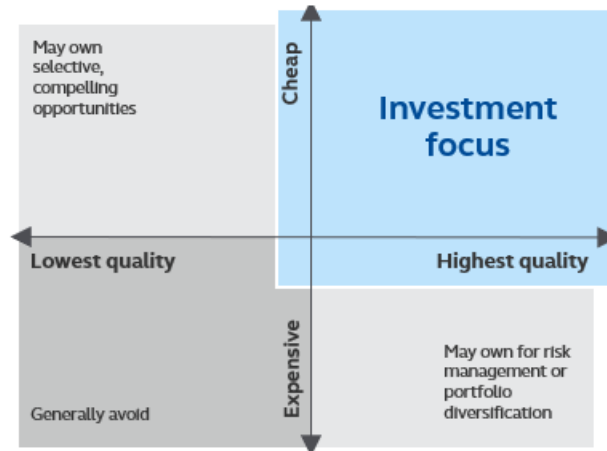 May own
selective,
compelling
opportunities
Cheap
Investment
focus
Lowest quality
Highest quality
Expensive
Generally avoid
May own for risk
management or
portfolio
diversification